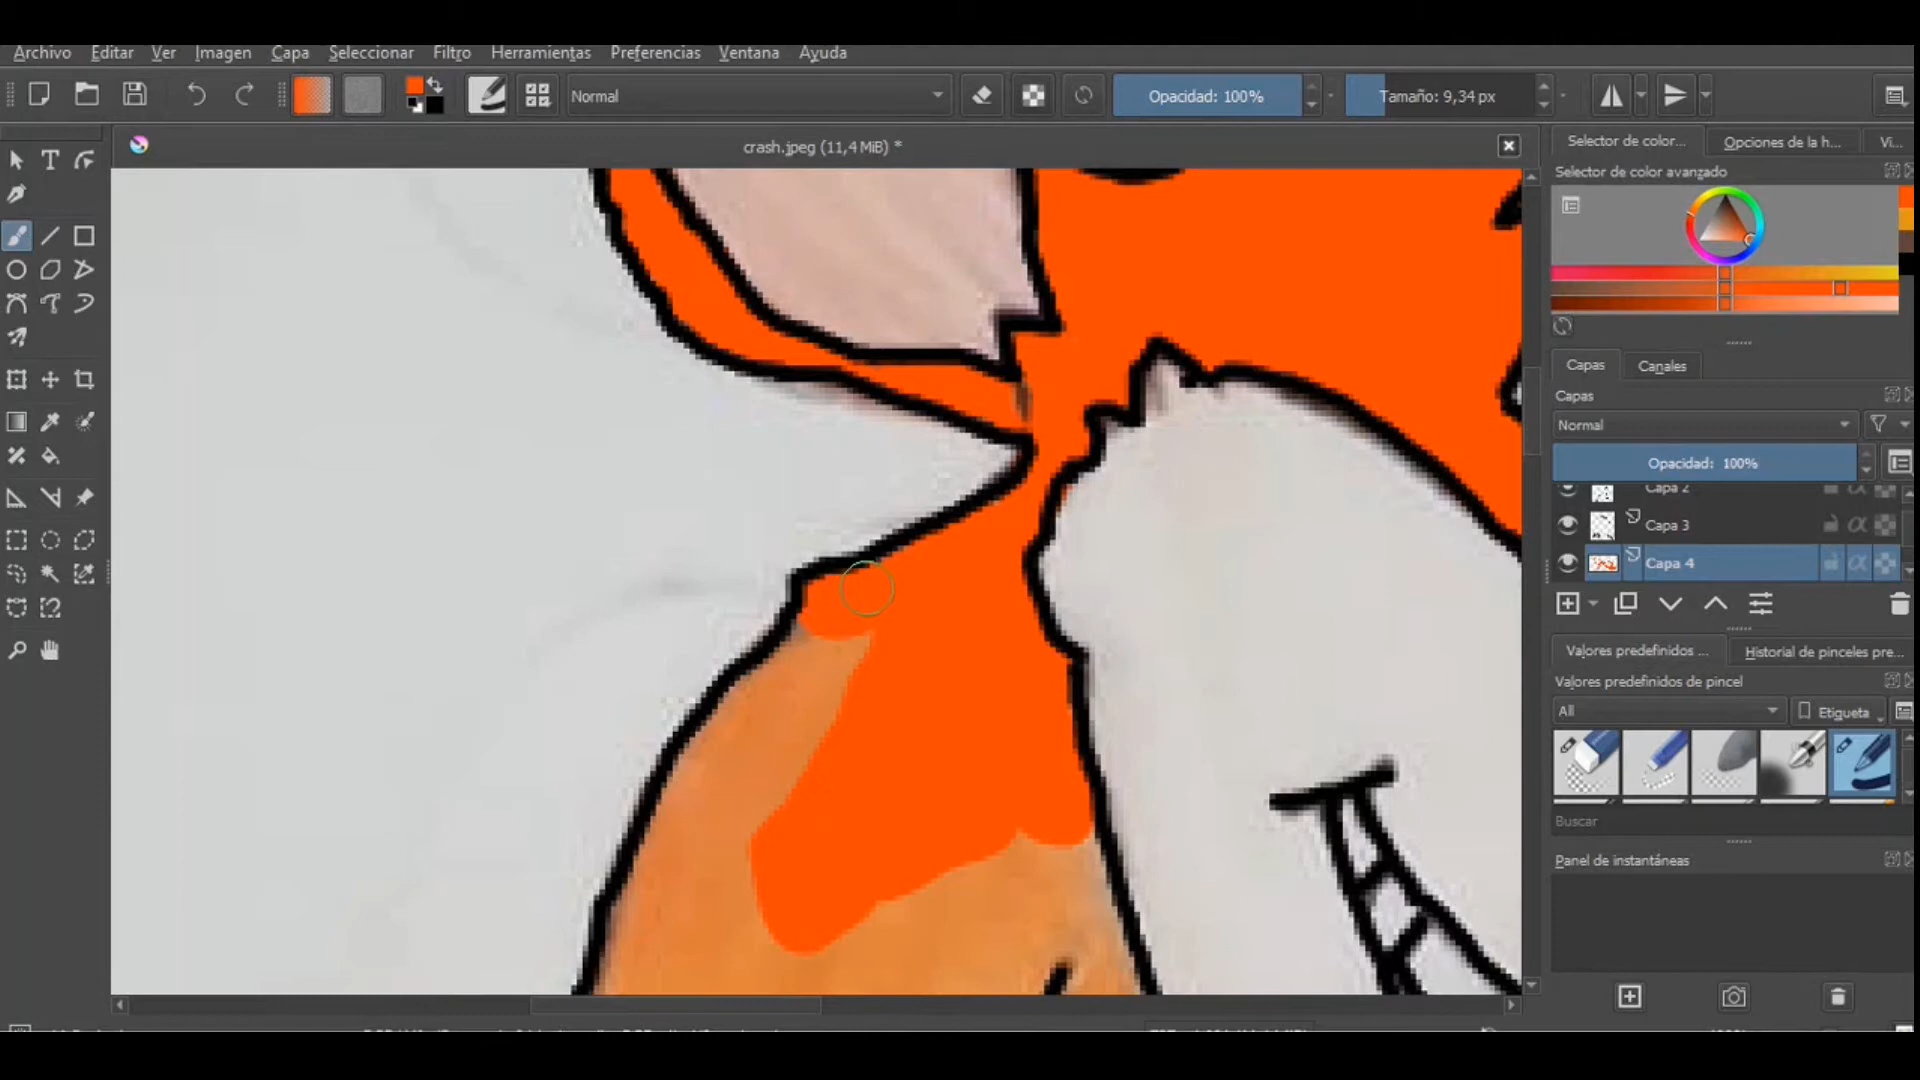 Archivo Editar Ver Imagen Capa Seleccionar Filtro Herramientas Preferencias Ventana Ayuda
Normal
Opacidad: 100%
Tamaño: 9,34 px
crash.jpeg (11,4 MiB) *
Selector de color...
Opciones de la h...
Vi...
Selector de color avanzado
Capas
Canales
Capas
Normal
Opacidad: 100%
Capa 2
Capa 3
Capa 4
Valores predefinidos ...
Historial de pinceles pre...
Valores predefinidos de pincel
All
Etiqueta
Buscar
Panel de instantáneas